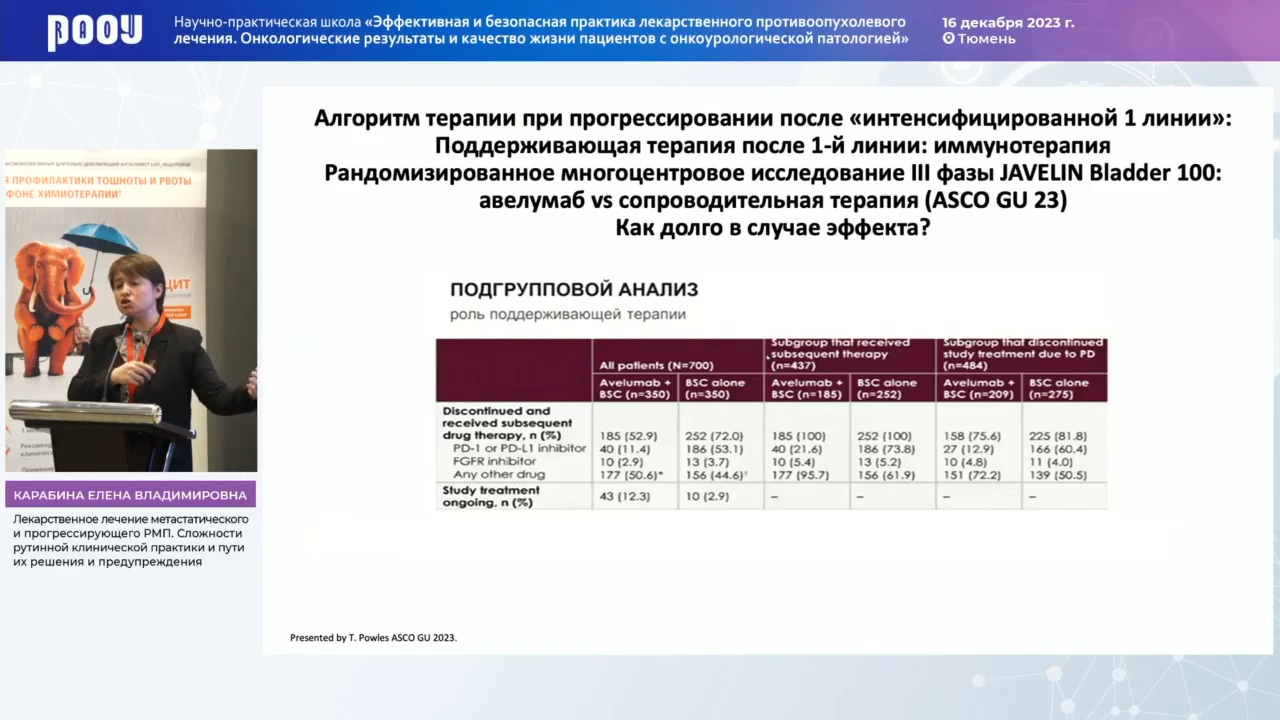 РООУ
RAOU
Научно-практическая школа «Эффективная и безопасная практика лекарственного противоопухолевого
лечения. Онкологические результаты и качество жизни пациентов с онкоурологической патологией»
16 декабря 2023 г.
Тюмень
Алгоритм терапии при прогрессировании после «интенсифицированной 1 линии»:
Поддерживающая терапия после 1-й линии: иммунотерапия
Рандомизированное многоцентровое исследование III фазы JAVELIN Bladder 100:
авелумаб vs сопроводительная терапия (ASCO GU 23)
Как долго в случае эффекта?
Я ПРОФИЛАКТИКИ ТОШНОТЫ И РВОТЫ
ФОНЕ ХИМИОТЕРАПИИ
ЦИТ
КАРАБИНА ЕЛЕНА ВЛАДИМИРОВНА
Лекарственное лечение метастатического
и прогрессирующего РМП. Сложности
рутинной клинической практики и пути
их решения и предупреждения
ПОДГРУППОВОЙ АНАЛИЗ
роль поддерживающей терапии
All patients (N=700)
Subgroup that received subsequent therapy (n=437)
Subgroup that discontinued study treatment due to PD (n=484)
Avelumab + BSC (n=350) BSC alone (n=350) Avelumab + BSC (n=185) BSC alone (n=252) Avelumab + BSC (n=209) BSC alone (n=275)
Discontinued and
received subsequent
drug therapy, n (%) 185 (52.9) 252 (72.0) 185 (100) 252 (100) 158 (75.6) 225 (81.8)
PD-1 or PD-L1 inhibitor 40 (11.4) 186 (53.1) 40 (21.6) 186 (73.8) 27 (12.9) 166 (60.4)
FGFR inhibitor 10 (2.9) 13 (3.7) 10 (5.4) 13 (5.2) 10 (4.8) 11 (4.0)
Any other drug 177 (50.6)* 156 (44.6)† 177 (95.7) 156 (61.9) 151 (72.2) 139 (50.5)
Study treatment
ongoing, n (%) 43 (12.3) 10 (2.9) – – – –
Presented by T. Powles ASCO GU 2023.